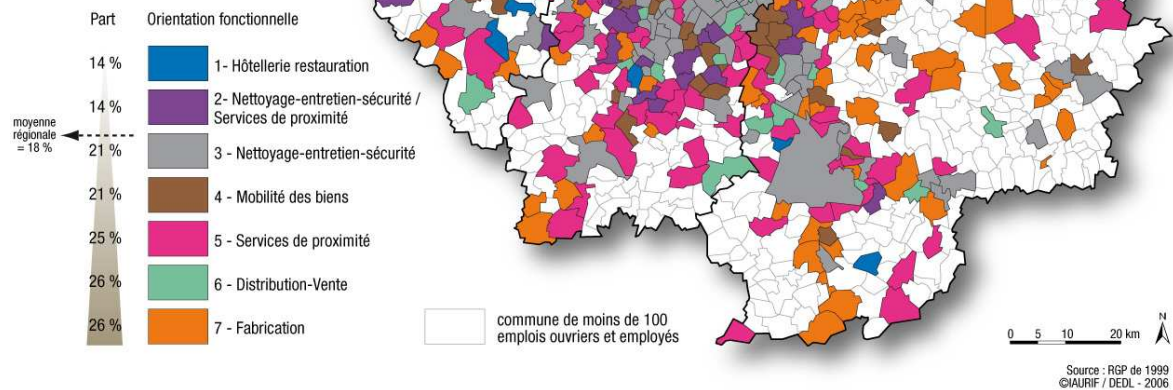 Part
Orientation fonctionnelle
14 %
1- Hôtellerie restauration
14 %
2- Nettoyage-entretien-sécurité /
Services de proximité
moyenne
régionale
= 18 %
21 %
3 - Nettoyage-entretien-sécurité
21 %
4 - Mobilité des biens
25 %
5 - Services de proximité
26 %
6 - Distribution-Vente
26 %
7 - Fabrication
commune de moins de 100
emplois ouvriers et employés
0 5 10 20 km
N
Source : RGP de 1999
©IAURIF / DEDL - 2006